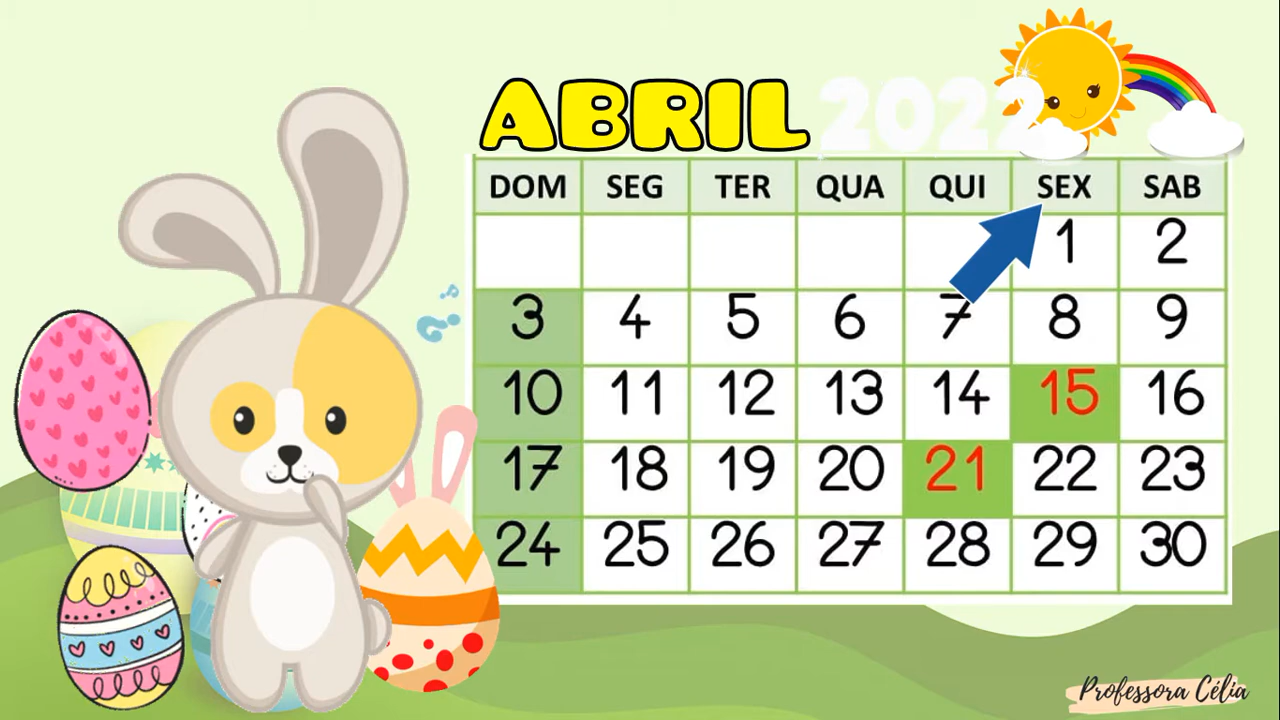 ABRIL 2022
DOM SEG TER QUA QUI SEX SAB
1 2
3 4 5 6 7 8 9
10 11 12 13 14 15 16
17 18 19 20 21 22 23
24 25 26 27 28 29 30
Professora Célia